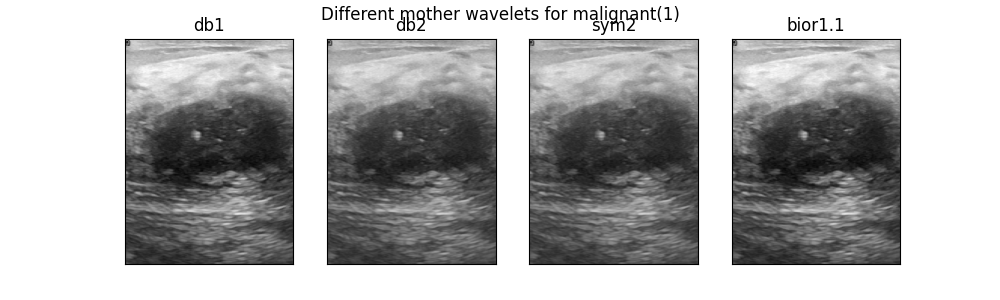 Different mother wavelets for malignant(1)
db1
db2
sym2
bior1.1